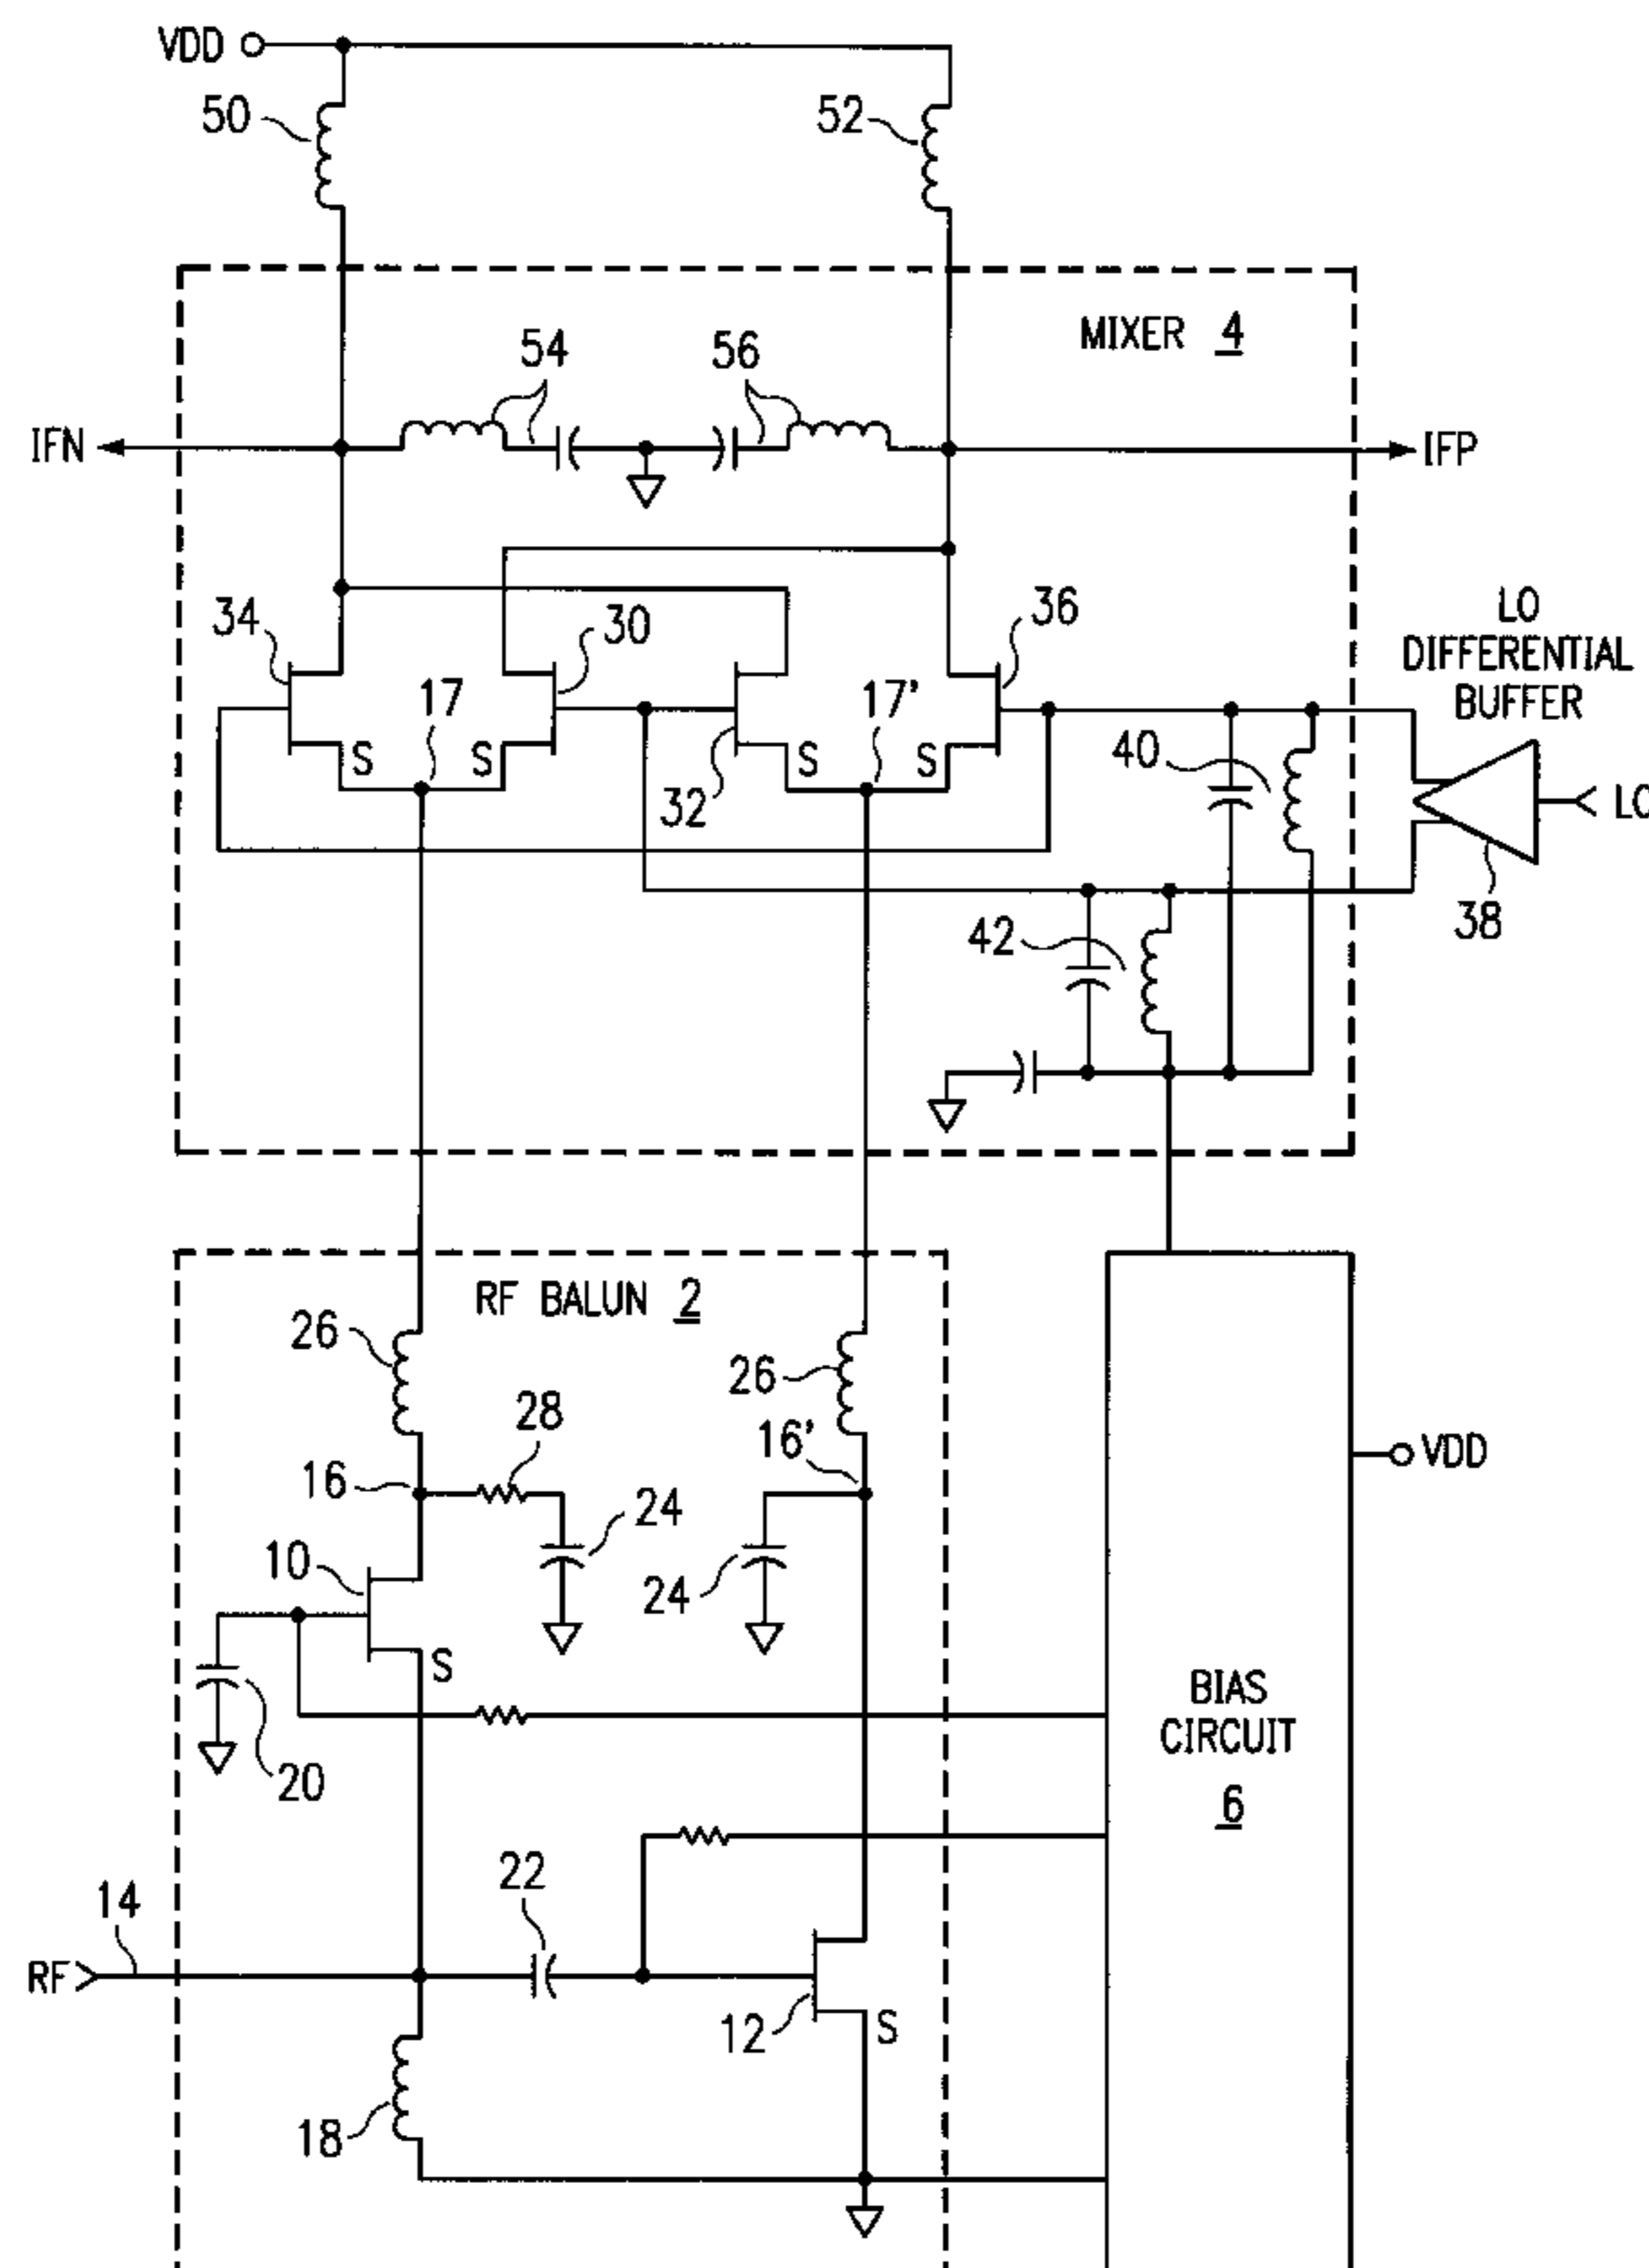 VDD
50
52
MIXER 4
54
56
IFN
IFP
34
30
36
LO
DIFFERENTIAL
BUFFER
17
17'
S
S
S
S
32
40
LO
38
42
RF BALUN 2
26
26
28
16'
VDD
16
24
10
24
S
BIAS
CIRCUIT
6
20
22
14
RF
12
S
18